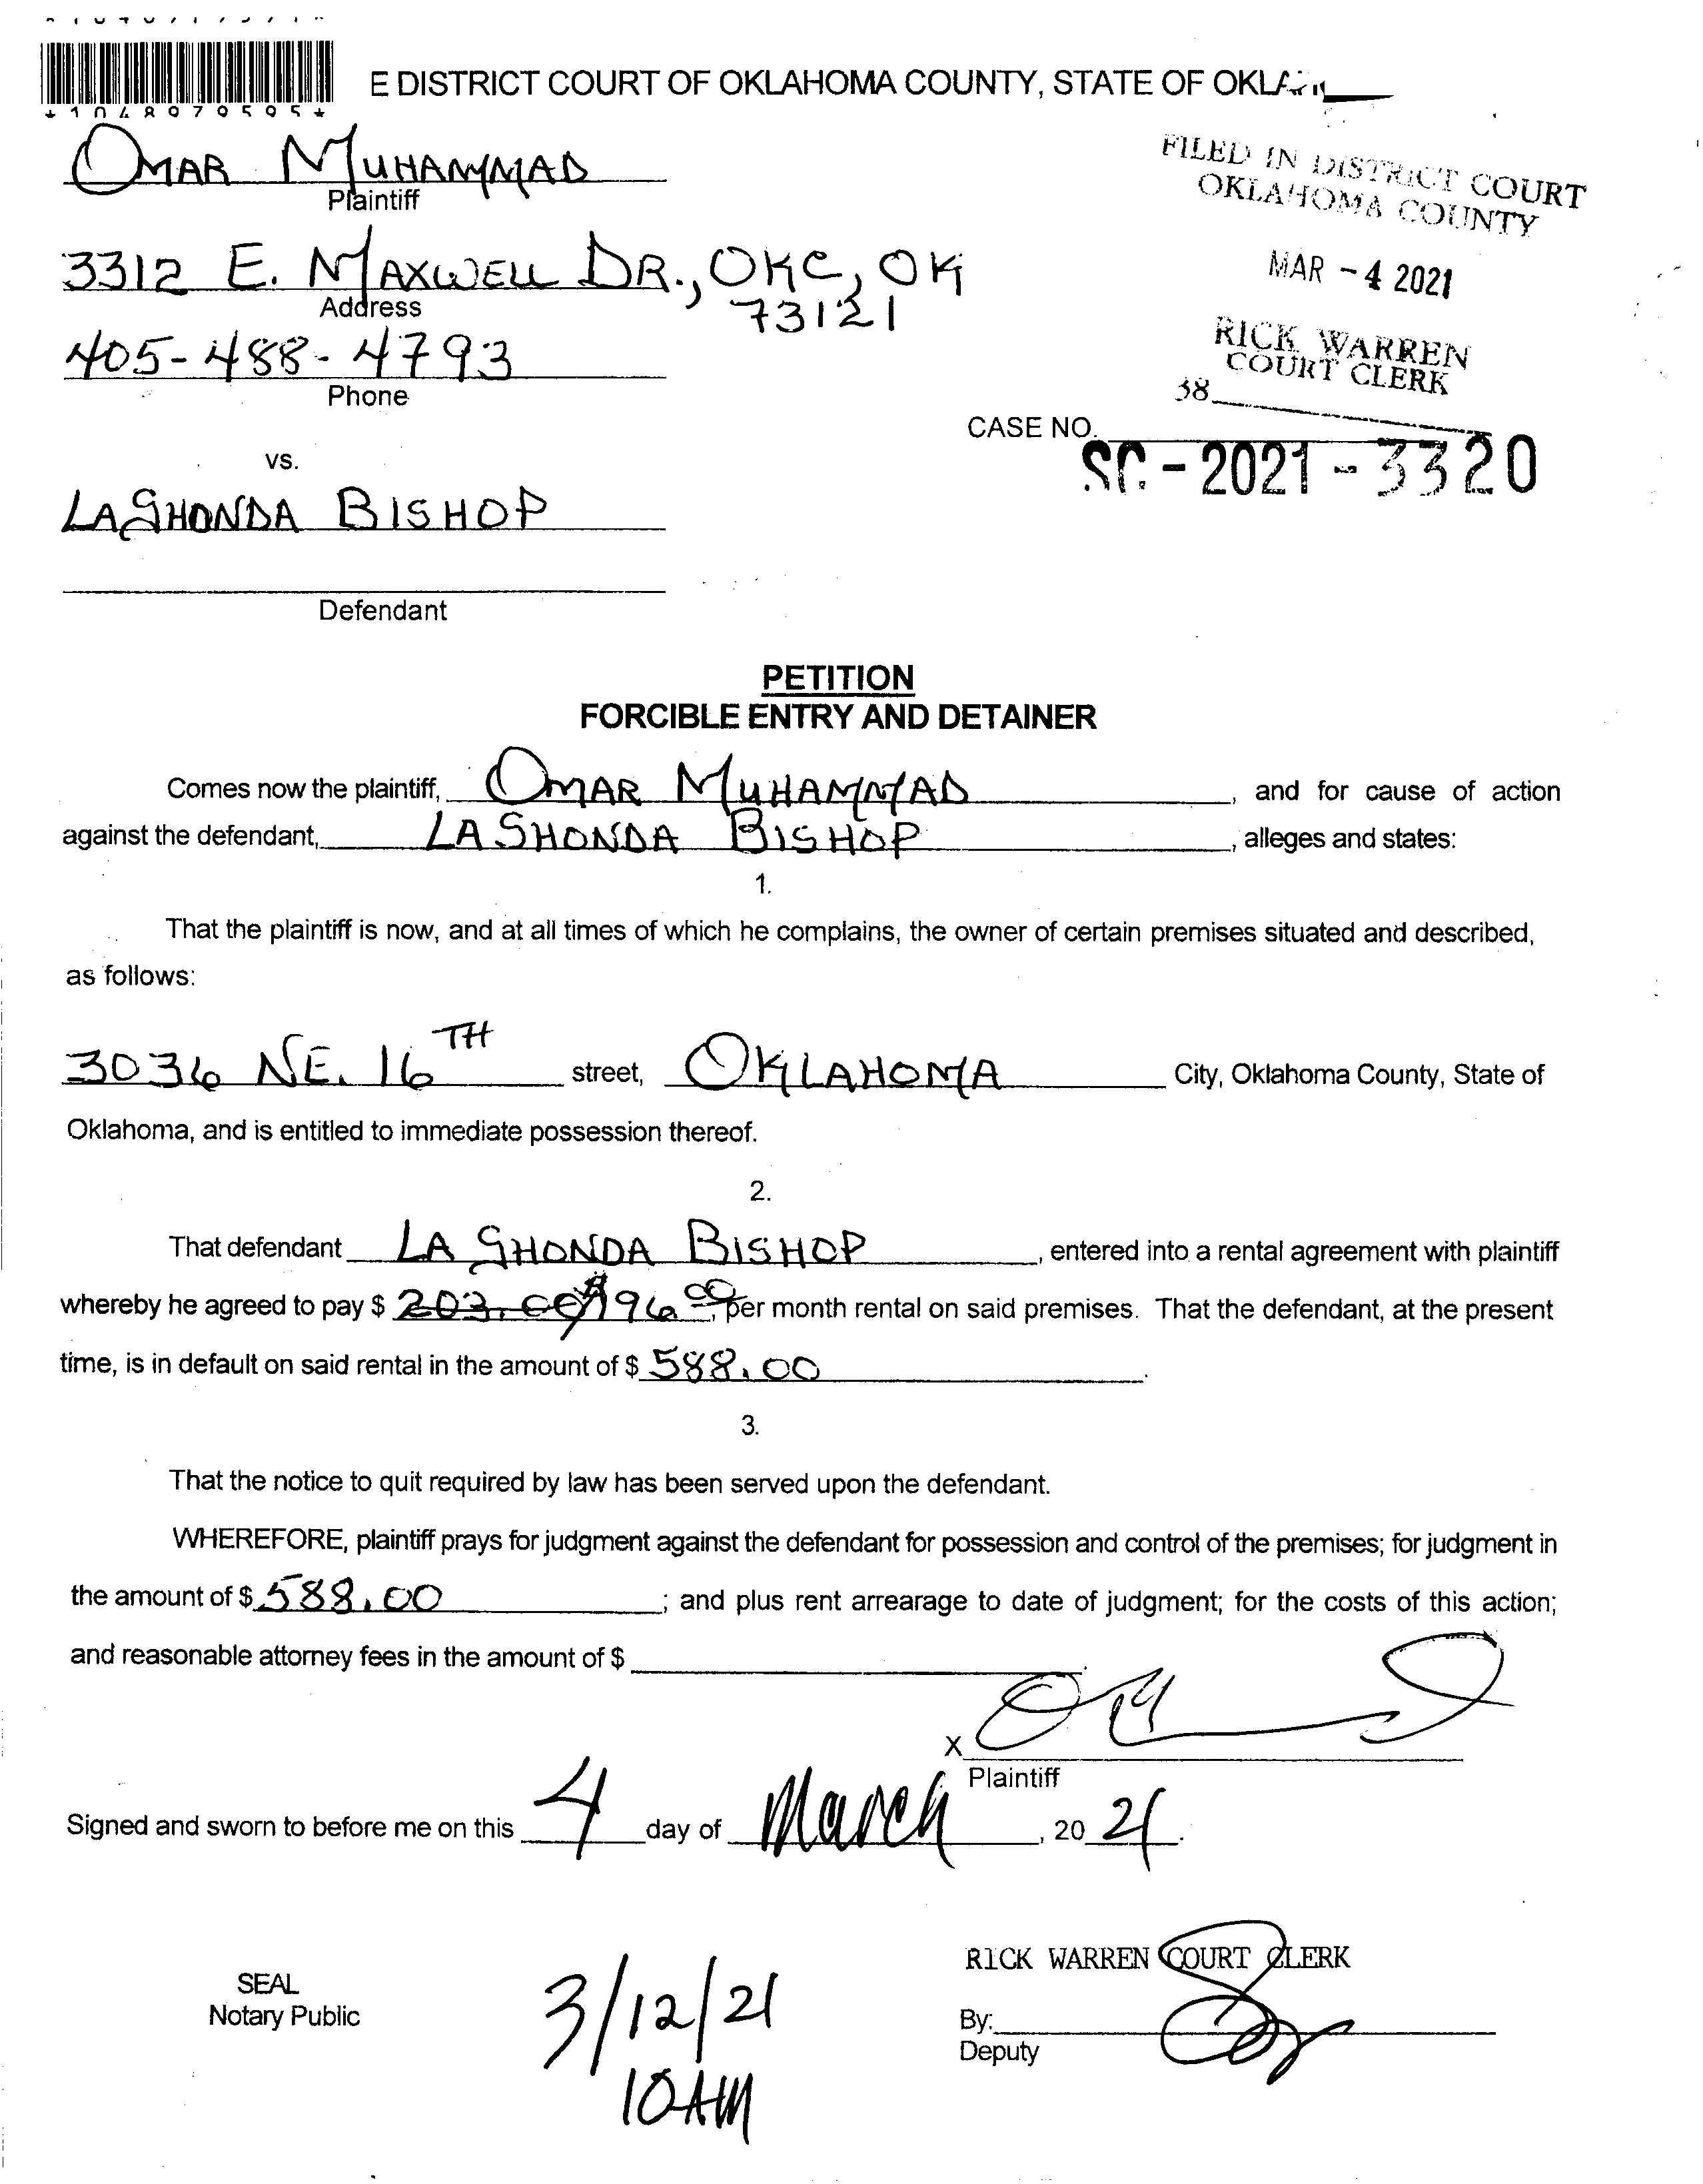 *1048979595*
E DISTRICT COURT OF OKLAHOMA COUNTY, STATE OF
OMAR MUHAMMAD
Plaintiff
FILED IN DISTRICT COURT
OKLAHOMA COUNTY
3312 E. MAXWELL DR., OKC, OK
73121
Address
MAR -4 2021
405-488-4793
Phone
RICK WARREN
COURT CLERK
38
CASE NO.
SC-2021-3320
vs.
LASHONDA BISHOP
Defendant
PETITION
FORCIBLE ENTRY AND DETAINER
Comes now the plaintiff, OMAR MUHAMMAD, and for cause of action
against the defendant, LASHONDA BISHOP, alleges and states:
1.
That the plaintiff is now, and at all times of which he complains, the owner of certain premises situated and described,
as follows:
3036 NE. 16TH street, OKLAHOMA City, Oklahoma County, State of
Oklahoma, and is entitled to immediate possession thereof.
2.
That defendant LA SHONDA BISHOP, entered into a rental agreement with plaintiff
whereby he agreed to pay $ 203.00 $196.00, per month rental on said premises. That the defendant, at the present
time, is in default on said rental in the amount of $ 588.00.
3.
That the notice to quit required by law has been served upon the defendant.
WHEREFORE, plaintiff prays for judgment against the defendant for possession and control of the premises; for judgment in
the amount of $ 588.00; and plus rent arrearage to date of judgment; for the costs of this action;
and reasonable attorney fees in the amount of $
X
Plaintiff
Signed and sworn to before me on this 4 day of March, 2021.
RICK WARREN COURT CLERK
SEAL
Notary Public
3/12/21
10AM
By:
Deputy